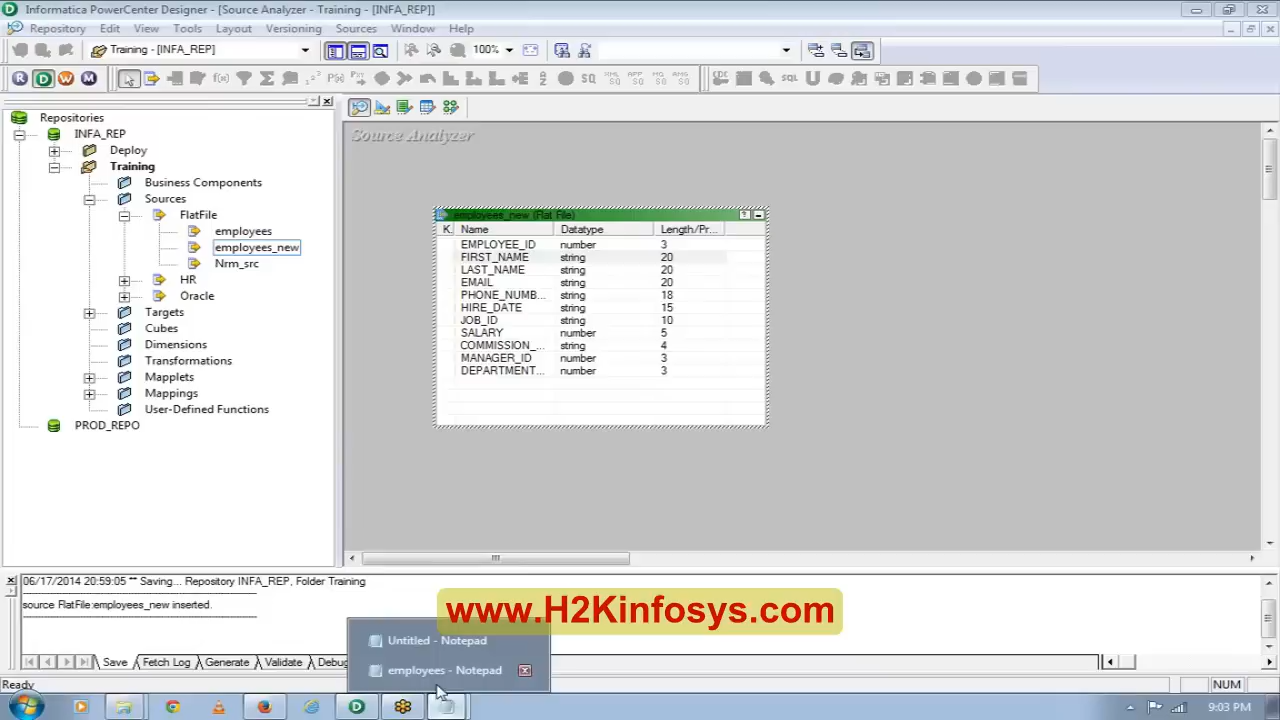 Informatica PowerCenter Designer - [Source Analyzer - Training - [INFA_REP]]
Repository Edit View Tools Layout Transformation Versioning Sources Window Help
Training - [INFA_REP]
100%
Repositories
INFA_REP
Deploy
Training
Business Components
Sources
FlatFile
employees
employees_new
Nrm_src
HR
Oracle
Targets
Cubes
Dimensions
Transformations
Mapplets
Mappings
User-Defined Functions
PROD_REPO
Source Analyzer
employees_new (Flat File)
K. Name Datatype Length/Pr...
EMPLOYEE_ID number 3
FIRST_NAME string 20
LAST_NAME string 20
EMAIL string 20
PHONE_NUMB... string 18
HIRE_DATE string 15
JOB_ID string 10
SALARY number 5
COMMISSION_... string 4
MANAGER_ID number 3
DEPARTMENT... number 3
06/17/2014 20:59:05 ** Saving... Repository INFA_REP, Folder Training
source FlatFile:employees_new inserted.
www.H2Kinfosys.com
Untitled - Notepad
employees - Notepad
Save Fetch Log Generate Validate Debu
Ready
NUM
9:03 PM